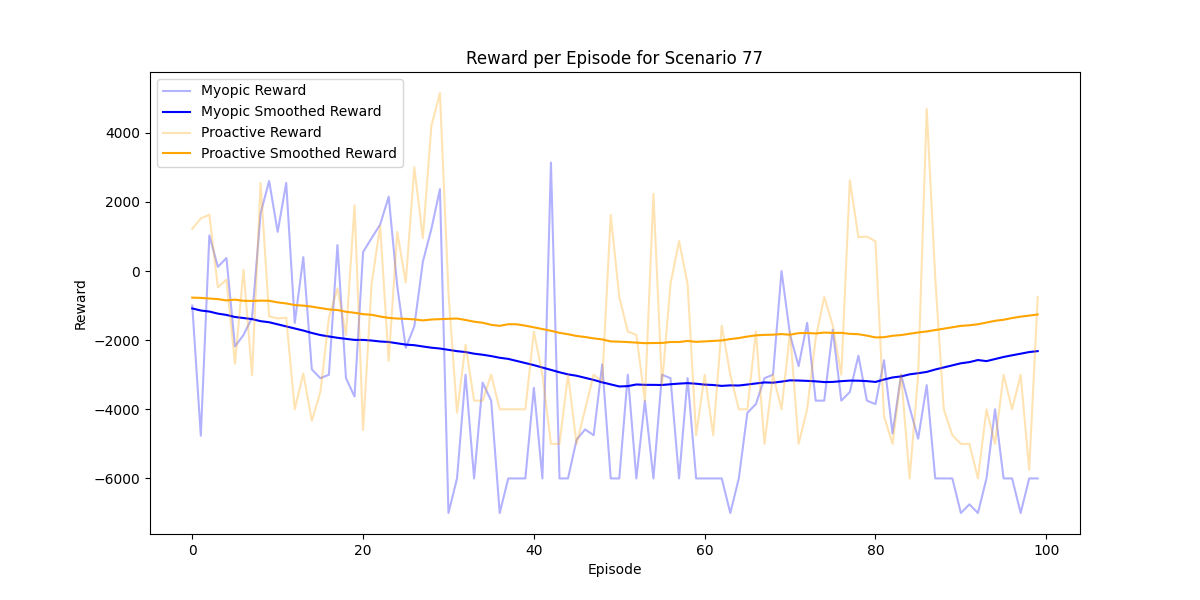 Reward per Episode for Scenario 77
Myopic Reward
Myopic Smoothed Reward
Proactive Reward
Proactive Smoothed Reward
4000
2000
0
−2000
−4000
−6000
Reward
0 20 40 60 80 100
Episode